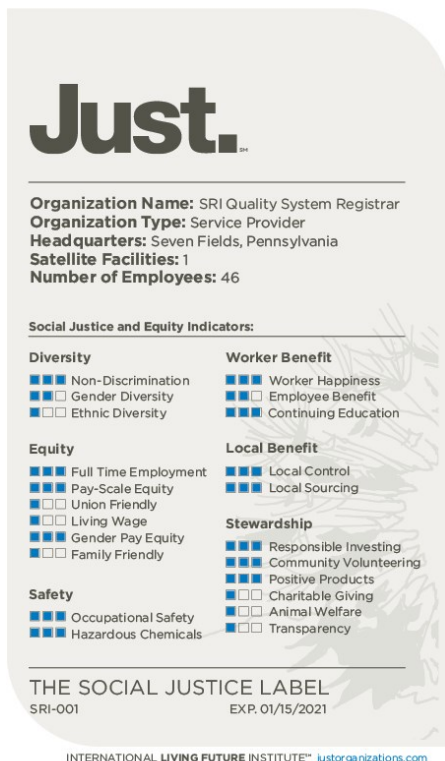 Just.℠
Organization Name: SRI Quality System Registrar
Organization Type: Service Provider
Headquarters: Seven Fields, Pennsylvania
Satellite Facilities: 1
Number of Employees: 46
Social Justice and Equity Indicators:
Diversity
Non-Discrimination
Gender Diversity
Ethnic Diversity
Equity
Full Time Employment
Pay-Scale Equity
Union Friendly
Living Wage
Gender Pay Equity
Family Friendly
Safety
Occupational Safety
Hazardous Chemicals
Worker Benefit
Worker Happiness
Employee Benefit
Continuing Education
Local Benefit
Local Control
Local Sourcing
Stewardship
Responsible Investing
Community Volunteering
Positive Products
Charitable Giving
Animal Welfare
Transparency
THE SOCIAL JUSTICE LABEL
SRI-001 EXP. 01/15/2021
INTERNATIONAL LIVING FUTURE INSTITUTE℠ justorganizations.com